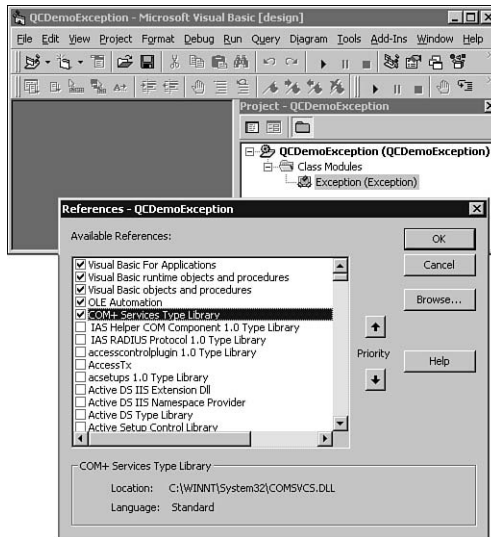 QCDemoException - Microsoft Visual Basic [design]
File Edit View Project Format Debug Run Query Diagram Tools Add-Ins Window Help
Project - QCDemoException
QCDemoException (QCDemoException)
Class Modules
Exception (Exception)
References - QCDemoException
Available References:
OK
Visual Basic For Applications
Visual Basic runtime objects and procedures
Visual Basic objects and procedures
OLE Automation
COM+ Services Type Library
IAS Helper COM Component 1.0 Type Library
IAS RADIUS Protocol 1.0 Type Library
accesscontrolplugin 1.0 Type Library
AccessTx
acsetups 1.0 Type Library
Active DS IIS Extension Dll
Active DS IIS Namespace Provider
Active DS Type Library
Active Setup Control Library
Cancel
Browse...
Priority
Help
COM+ Services Type Library
Location: C:\WINNT\System32\COMSVCS.DLL
Language: Standard